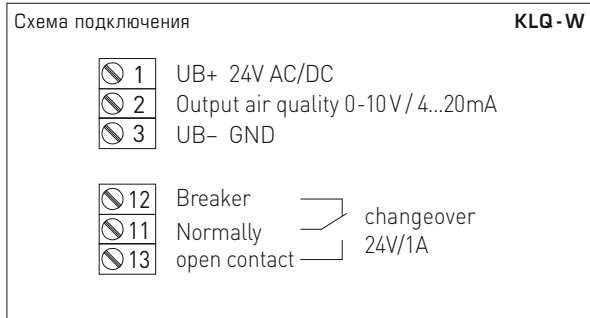 Схема подключения KLQ-W
1 UB+ 24V AC/DC
2 Output air quality 0-10V / 4...20mA
3 UB– GND
12 Breaker
changeover
11 Normally
24V/1A
13 open contact